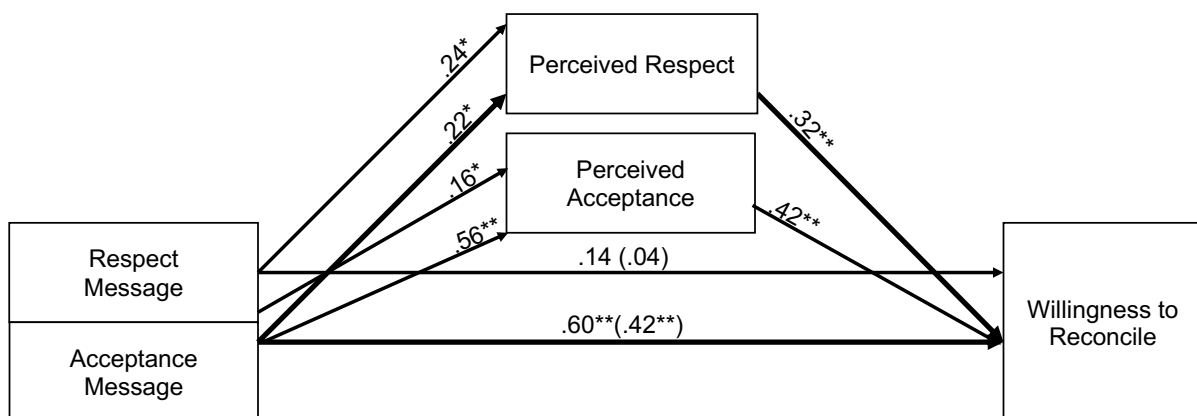 .24*
Perceived Respect
.22*
.32**
.16*
Perceived
Acceptance
.56**
.42**
Respect
Message
.14 (.04)
Acceptance
Message
.60**(.42**)
Willingness to
Reconcile